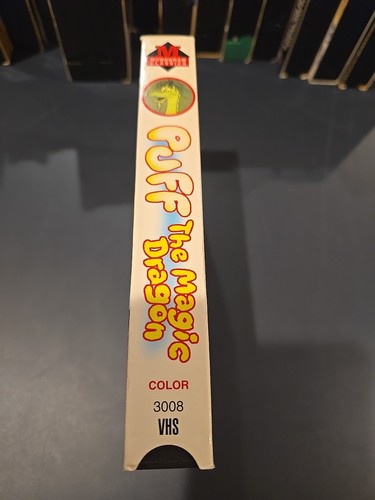 M
PUFF
The Magic
Dragon
COLOR
3008
VHS